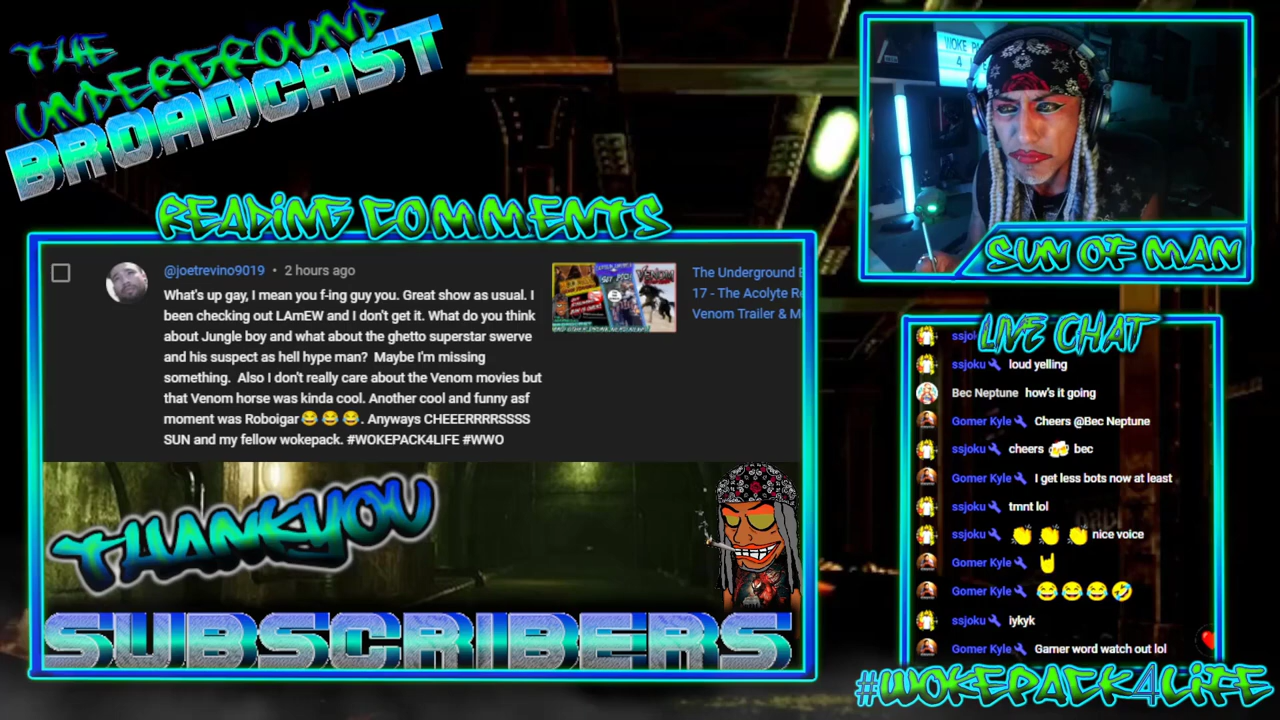 THE
UNDERGROUND
BROADCAST
READING COMMENTS
@joetrevino9019 • 2 hours ago
What's up gay, I mean you f-ing guy you. Great show as usual. I
been checking out LAmEW and I don't get it. What do you think
about Jungle boy and what about the ghetto superstar swerve
and his suspect as hell hype man? Maybe I'm missing
something. Also I don't really care about the Venom movies but
that Venom horse was kinda cool. Another cool and funny asf
moment was Roboigar😂😂😂. Anyways CHEEERRRRSSSS
SUN and my fellow wokepack. #WOKEPACK4LIFE #WWO
The Underground
17 - The Acolyte
Venom Trailer &
THANKYOU
SUBSCRIBERS
WOKE
4
SUN OF MAN
LIVE CHAT
ssjoku loud yelling
Bec Neptune how's it going
Gomer Kyle Cheers @Bec Neptune
ssjoku cheers 🍻 bec
Gomer Kyle I get less bots now at least
ssjoku tmnt lol
ssjoku 👏👏👏 nice voice
Gomer Kyle 🤘
Gomer Kyle 😂😂😂🤣
ssjoku iykyk
Gomer Kyle Gamer word watch out lol
#WOKEPACK4LIFE